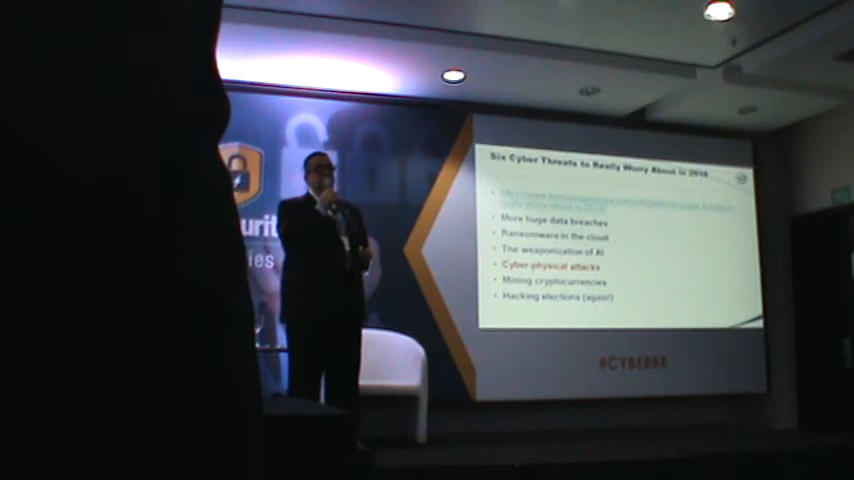 Six Cyber Threats to Really Worry About in 2018
• More huge data breaches
• Ransomware in the cloud
• The weaponization of AI
• Cyber-physical attacks
• Mining cryptocurrencies
• Hacking elections (again!)
#CYBERBR